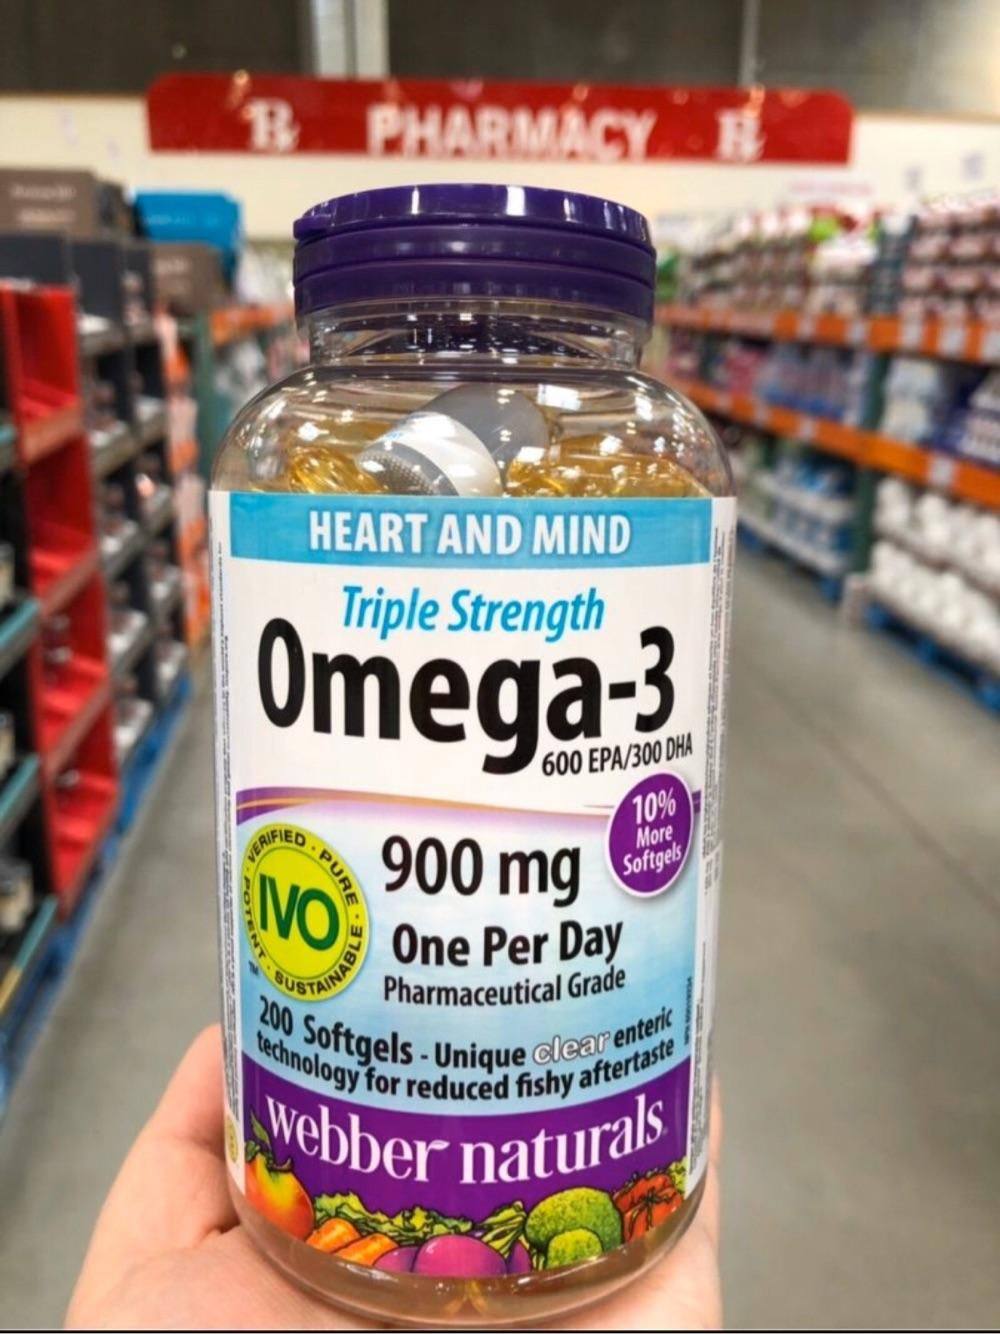 ℞ PHARMACY ℞
HEART AND MIND
Triple Strength
Omega-3
600 EPA/300 DHA
10%
More
Softgels
VERIFIED · PURE · SUSTAINABLE · POTENT ·
IVO
TM
900 mg
One Per Day
Pharmaceutical Grade
200 Softgels - Unique clear enteric
technology for reduced fishy aftertaste
webber naturals